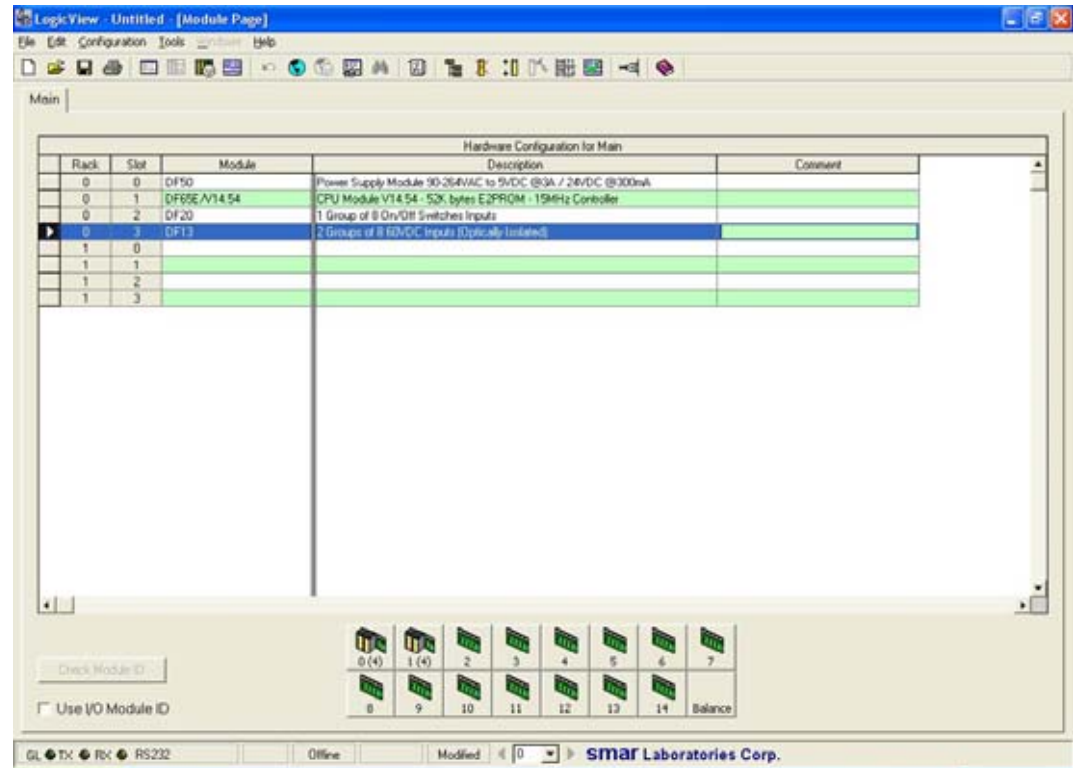 LogicView - Untitled - [Module Page]
File Edit Configuration Tools Windows Help
Main
Hardware Configuration for Main
Rack Slot Module Description Comment
0 0 DF50 Power Supply Module 90-264VAC to 5VDC @3A / 24VDC @300mA
0 1 DF65E/V14.54 CPU Module V14.54 - 52K bytes E2PROM - 15MHz Controller
0 2 DF20 1 Group of 8 On/Off Switches Inputs
0 3 DF13 2 Groups of 8 60VDC Inputs (Optically Isolated)
1 0
1 1
1 2
1 3
0 (4) 1 (4) 2 3 4 5 6 7
Check Module ID
8 9 10 11 12 13 14 Balance
Use I/O Module ID
GL TX RX RS232 Offline Modified 0 smar Laboratories Corp.